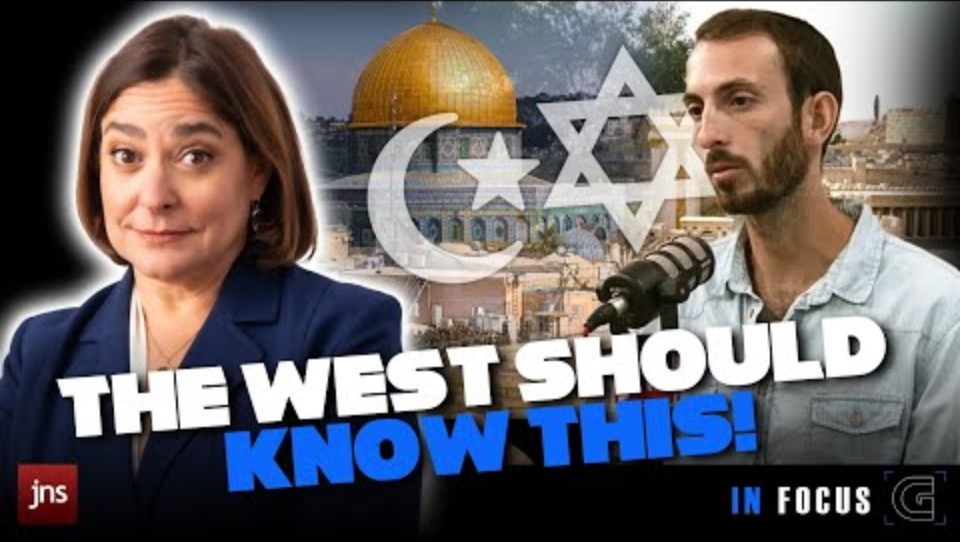 THE WEST SHOULD
KNOW THIS!
jns
IN FOCUS
G